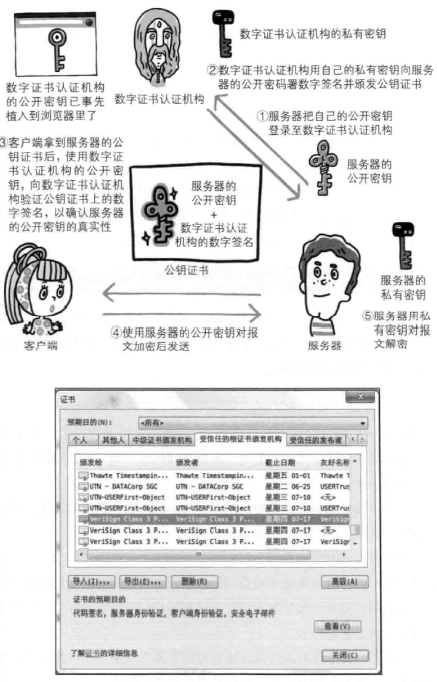 数字证书认证机构
的公开密钥已事先
植入到浏览器里了
数字证书认证机构
数字证书认证机构的私有密钥
②数字证书认证机构用自己的私有密钥向服务
器的公开密码署数字签名并颁发公钥证书
①服务器把自己的公开密钥
登录至数字证书认证机构
服务器的
公开密钥
③客户端拿到服务器的公
钥证书后，使用数字证
书认证机构的公开密
钥，向数字证书认证机
构验证公钥证书上的数
字签名，以确认服务器
的公开密钥的真实性
服务器的
公开密钥
+
数字证书认证
机构的数字签名
公钥证书
服务器的
私有密钥
⑤服务器用私
有密钥对报
文解密
④使用服务器的公开密钥对报
文加密后发送
客户端
服务器
证书
预期目的(N)：
<所有>
个人 其他人 中级证书颁发机构 受信任的根证书颁发机构 受信任的发布者
颁发给 颁发者 截止日期 友好名称
Thawte Timestampin... Thawte Timestampin... 星期五 01-01 Thawte T
UTN - DATACorp SGC UTN - DATACorp SGC 星期二 06-25 USERTrus
UTN-USERFirst-Object UTN-USERFirst-Object 星期三 07-10 <无>
UTN-USERFirst-Object UTN-USERFirst-Object 星期三 07-10 USERTrus
VeriSign Class 3 P... VeriSign Class 3 P... 星期四 07-17 VeriSign
VeriSign Class 3 P... VeriSign Class 3 P... 星期四 07-17 <无>
VeriSign Class 3 P... VeriSign Class 3 P... 星期四 07-17 VeriSign
导入(I)... 导出(E)... 删除(R) 高级(A)
证书的预期目的
代码签名，服务器身份验证，客户端身份验证，安全电子邮件
查看(V)
了解证书的详细信息
关闭(C)